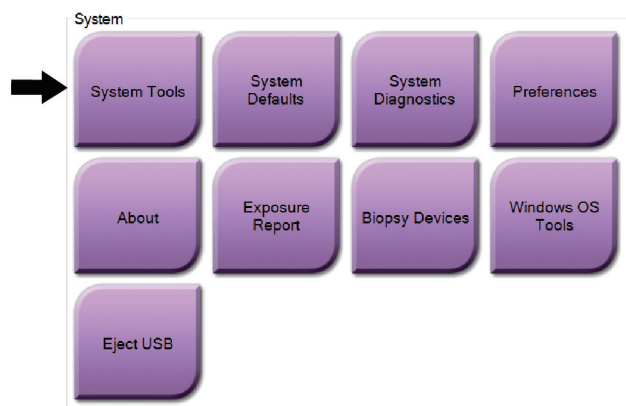 System
System Tools
System
Defaults
System
Diagnostics
Preferences
About
Exposure
Report
Biopsy Devices
Windows OS
Tools
Eject USB